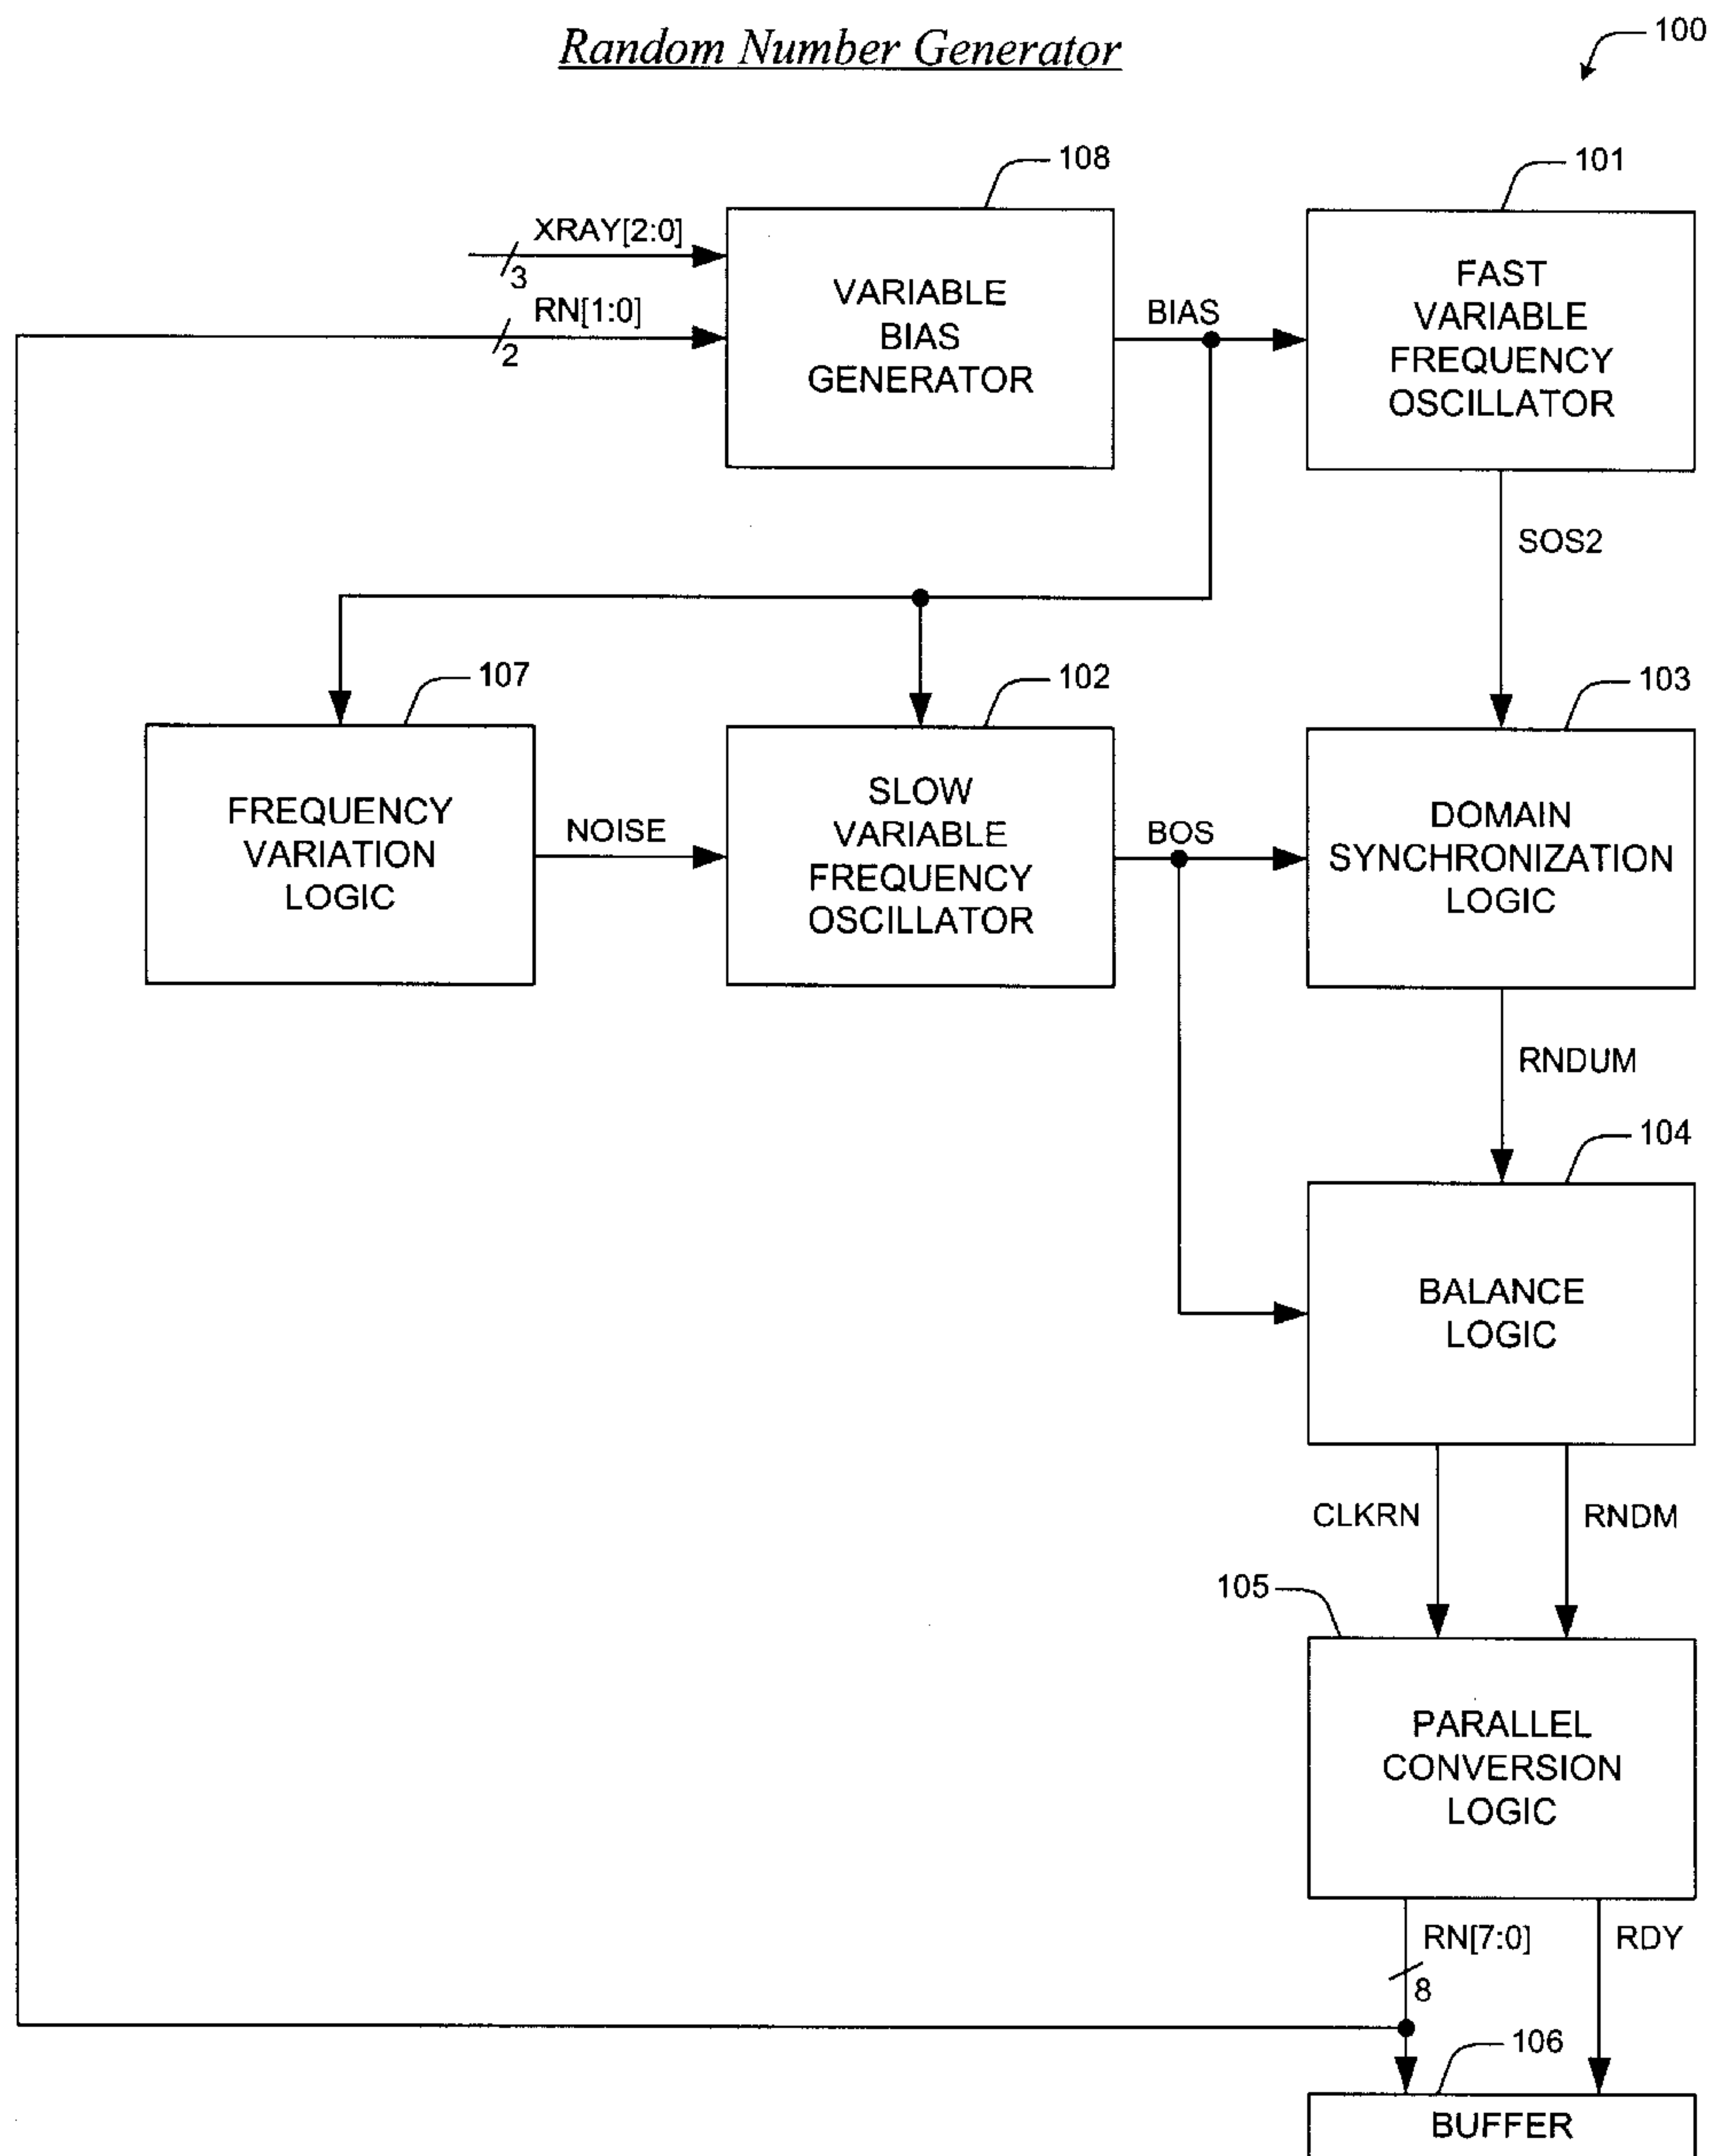 Random Number Generator
100
108
101
XRAY[2:0]
3
RN[1:0]
2
VARIABLE
BIAS
GENERATOR
BIAS
FAST
VARIABLE
FREQUENCY
OSCILLATOR
SOS2
107
102
103
FREQUENCY
VARIATION
LOGIC
NOISE
SLOW
VARIABLE
FREQUENCY
OSCILLATOR
BOS
DOMAIN
SYNCHRONIZATION
LOGIC
RNDUM
104
BALANCE
LOGIC
CLKRN
RNDM
105
PARALLEL
CONVERSION
LOGIC
RN[7:0]
RDY
8
106
BUFFER